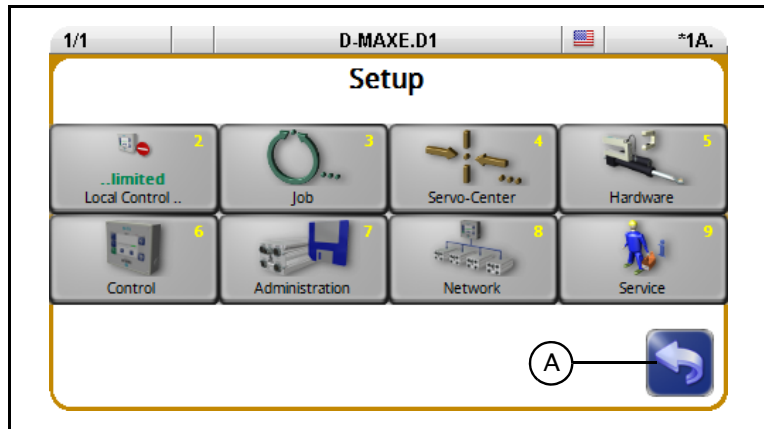 1/1 D-MAXE.D1 *1A.
Setup
2 3 4 5
..limited
Local Control .. Job Servo-Center Hardware
6 7 8 9
Control Administration Network Service
A